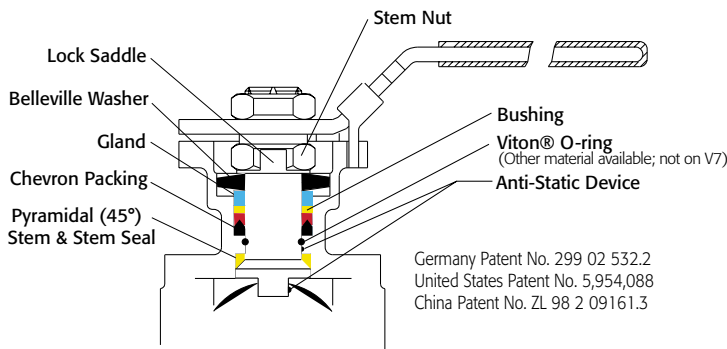 Stem Nut
Lock Saddle
Belleville Washer
Gland
Chevron Packing
Pyramidal (45°)
Stem & Stem Seal
Bushing
Viton® O-ring
(Other material available; not on V7)
Anti-Static Device
Germany Patent No. 299 02 532.2
United States Patent No. 5,954,088
China Patent No. ZL 98 2 09161.3